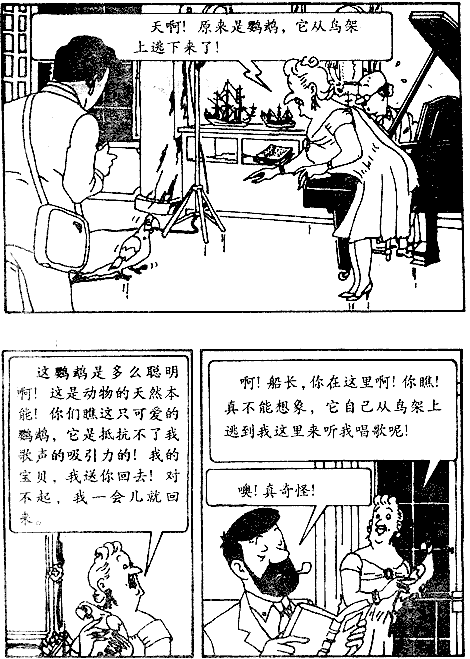 天啊！原来是鹦鹉，它从鸟架
上逃下来了！
这鹦鹉是多么聪明
啊！这是动物的天然本
能！你们瞧这只可爱的
鹦鹉，它是抵抗不了我
歌声的吸引力的！我的
宝贝，我送你回去！对
不起，我一会儿就回
来。
啊！船长，你在这里啊！你瞧！
真不能想象，它自己从鸟架上
逃到我这里来听我唱歌呢！
噢！真奇怪！